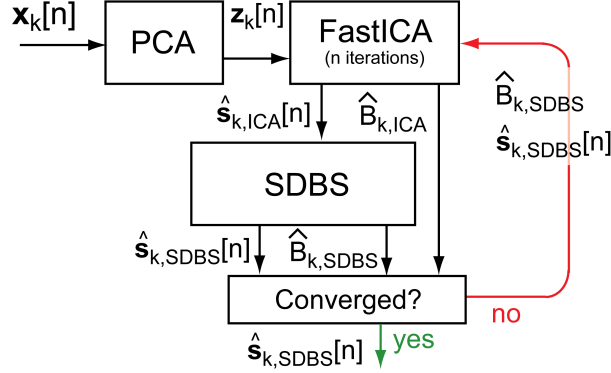 x_k[n]
PCA
z_k[n]
FastICA
(n iterations)
ŝ_k,ICA[n]
B̂_k,ICA
B̂_k,SDBS
ŝ_k,SDBS[n]
SDBS
ŝ_k,SDBS[n]
B̂_k,SDBS
Converged?
no
yes
ŝ_k,SDBS[n]